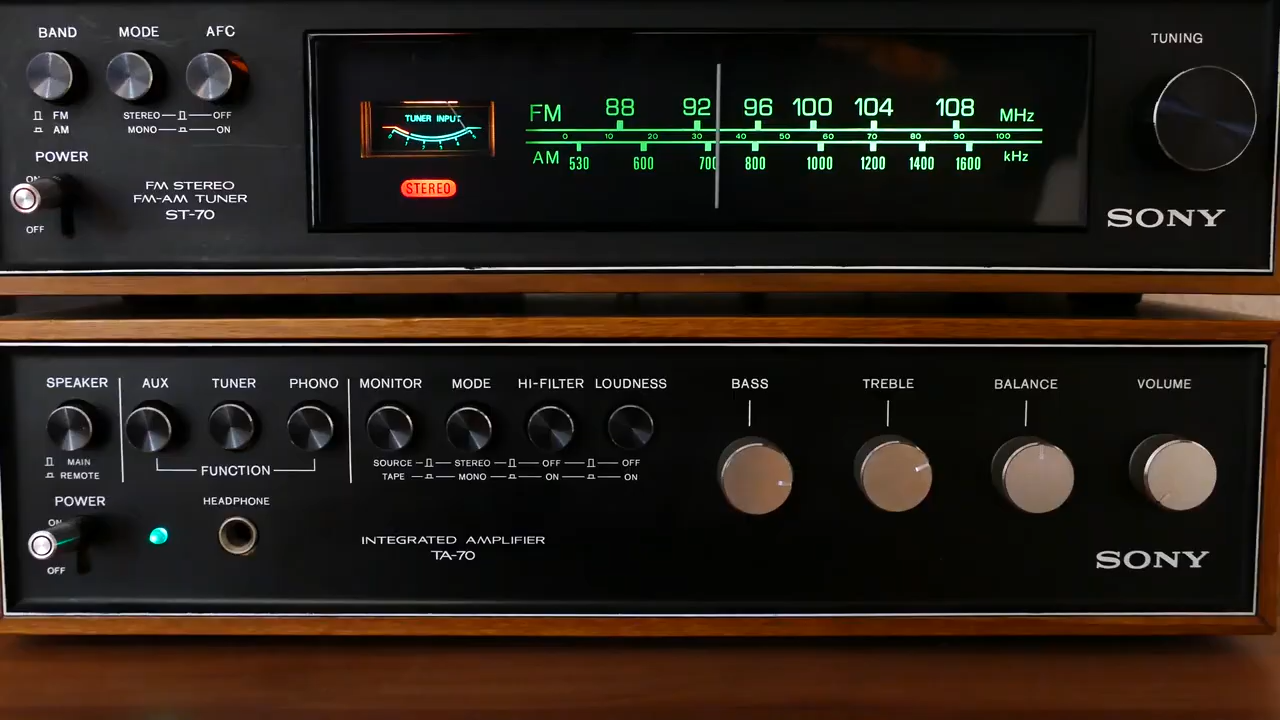 BAND MODE AFC TUNING
FM 88 92 96 100 104 108 MHz
TUNER INPUT
FM STEREO OFF
AM MONO ON
0 10 20 30 40 50 60 70 80 90 100
AM 530 600 700 800 1000 1200 1400 1600 kHz
POWER
ON
FM STEREO
FM-AM TUNER
ST-70
STEREO
OFF
SONY
SPEAKER AUX TUNER PHONO MONITOR MODE HI-FILTER LOUDNESS BASS TREBLE BALANCE VOLUME
MAIN SOURCE STEREO OFF OFF
REMOTE FUNCTION TAPE MONO ON ON
POWER HEADPHONE
ON
OFF
INTEGRATED AMPLIFIER
TA-70
SONY